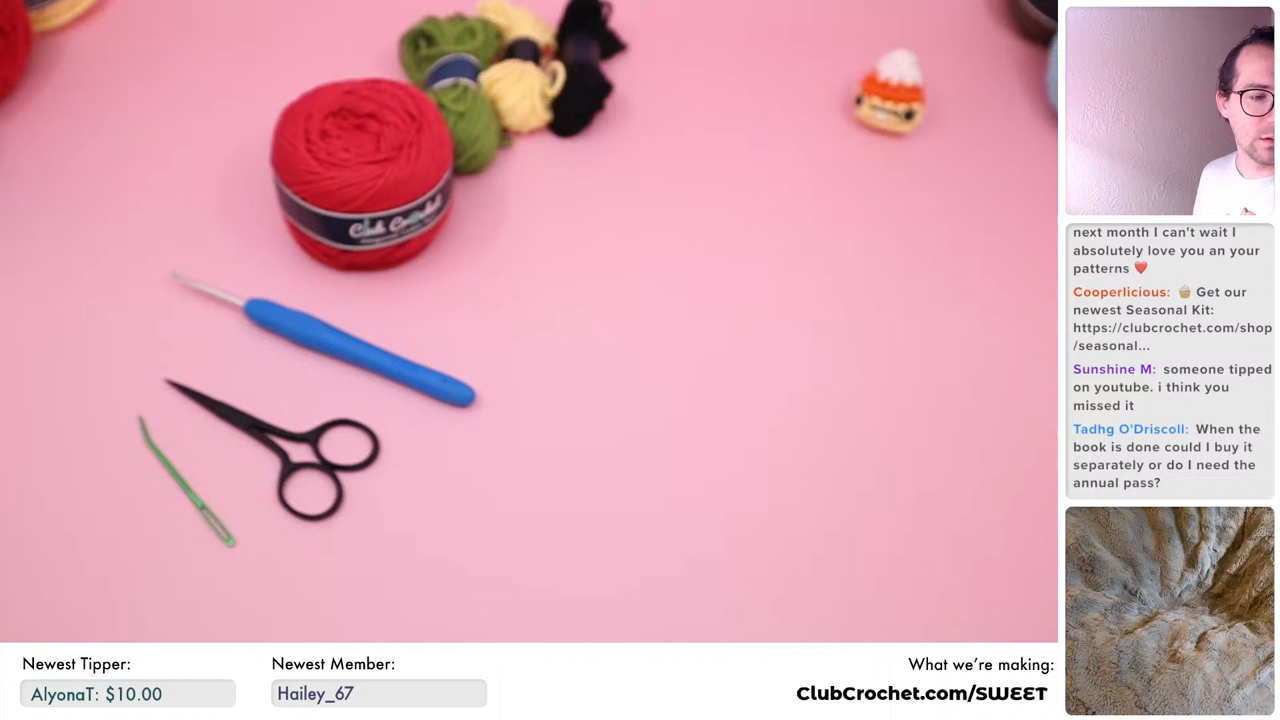 Club Crochet
next month I can't wait I
absolutely love you an your
patterns ❤️
Cooperlicious: 🧁 Get our
newest Seasonal Kit:
https://clubcrochet.com/shop
/seasonal...
Sunshine M: someone tipped
on youtube. i think you
missed it
Tadhg O'Driscoll: When the
book is done could I buy it
separately or do I need the
annual pass?
Newest Tipper:
AlyonaT: $10.00
Newest Member:
Hailey_67
What we're making:
ClubCrochet.com/SWEET